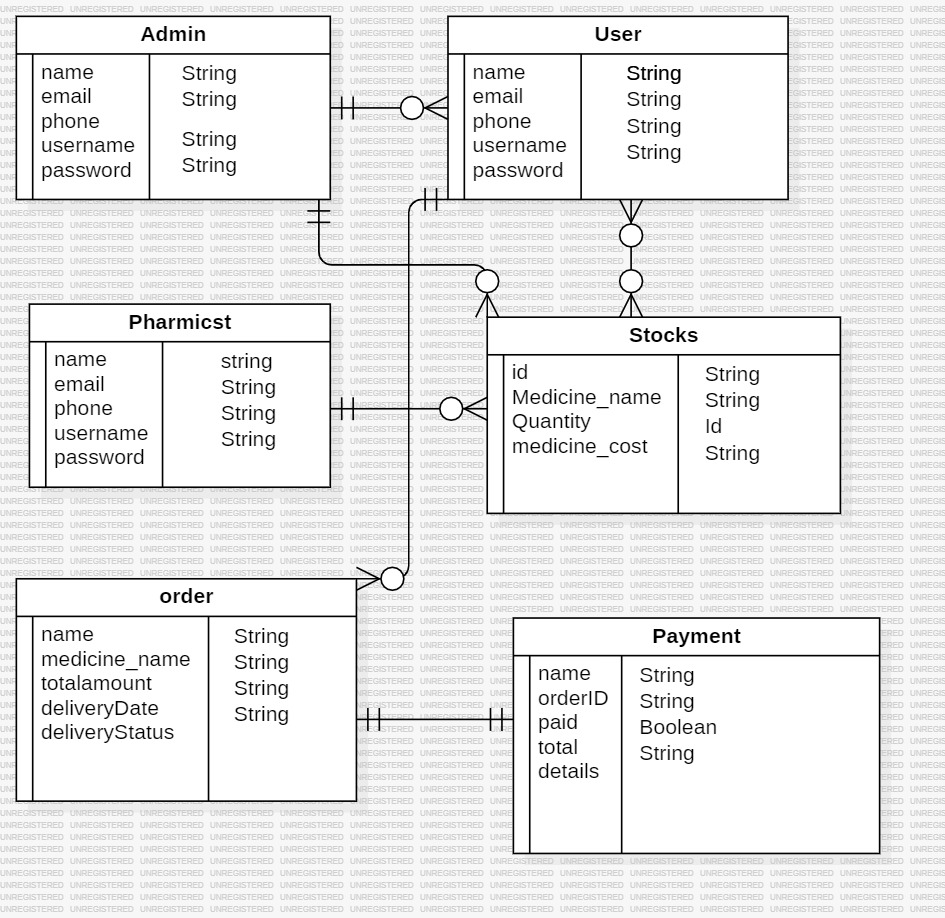 Admin
name
email
phone
username
password
String
String
String
String
User
name
email
phone
username
password
String
String
String
String
Pharmicst
name
email
phone
username
password
string
String
String
String
Stocks
id
Medicine_name
Quantity
medicine_cost
String
String
Id
String
order
name
medicine_name
totalamount
deliveryDate
deliveryStatus
String
String
String
String
Payment
name
orderID
paid
total
details
String
String
Boolean
String
UNREGISTERED